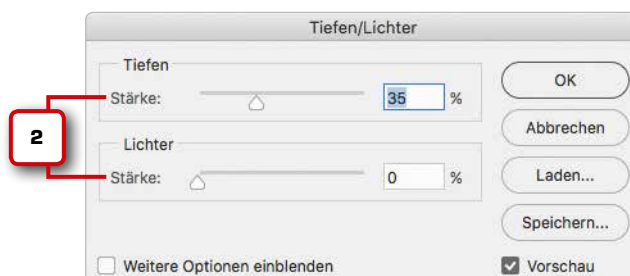 Tiefen/Lichter
Tiefen
Stärke: 35 %
Lichter
Stärke: 0 %
2
OK
Abbrechen
Laden...
Speichern...
Weitere Optionen einblenden
Vorschau